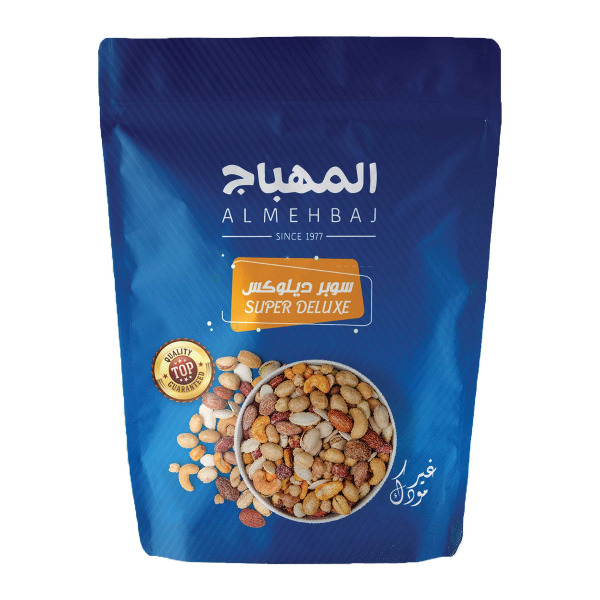 المهباج
ALMEHBAJ
SINCE 1977
سوبر ديلوكس
SUPER DELUXE
QUALITY
TOP
GUARANTEED
غير
مودك